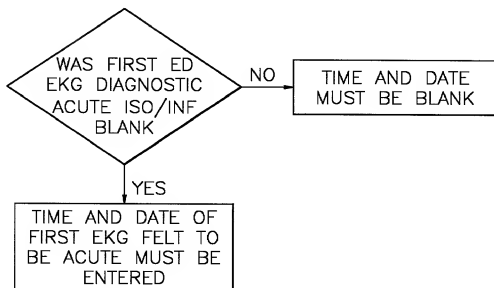 WAS FIRST ED
EKG DIAGNOSTIC
ACUTE ISO/INF
BLANK
NO
TIME AND DATE
MUST BE BLANK
YES
TIME AND DATE OF
FIRST EKG FELT TO
BE ACUTE MUST BE
ENTERED